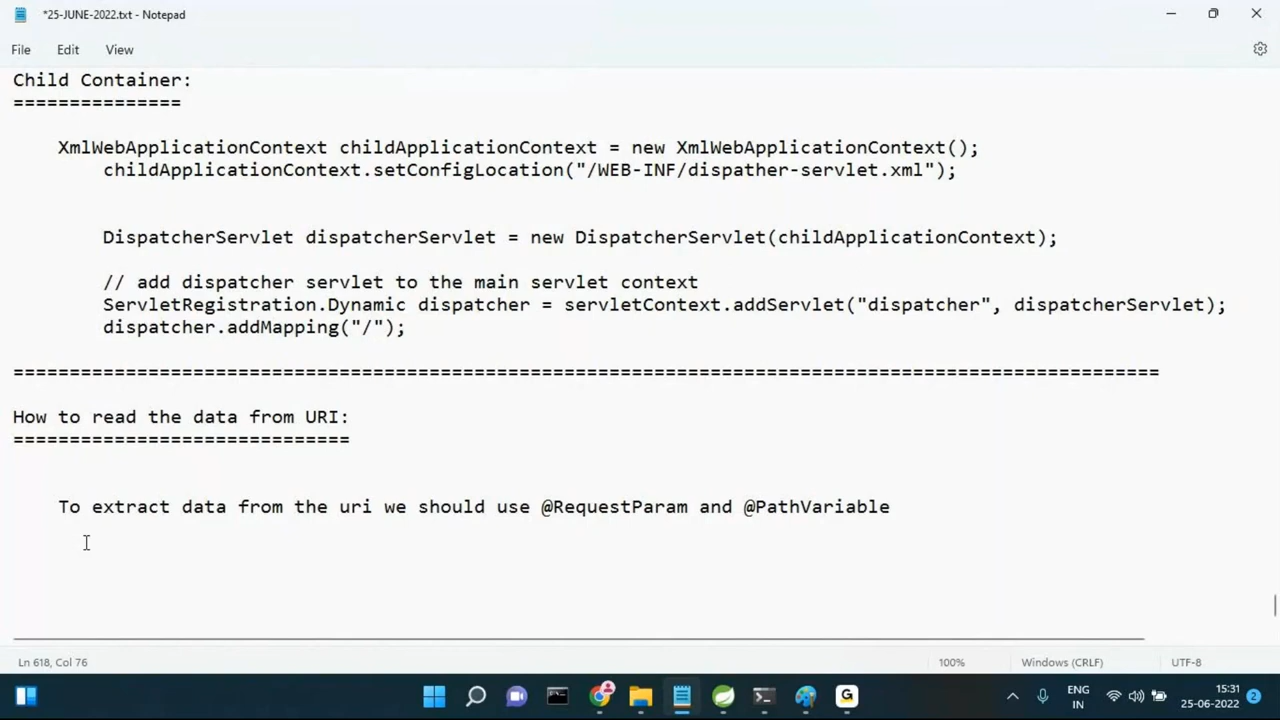 *25-JUNE-2022.txt - Notepad
File Edit View
Child Container:
===============
XmlWebApplicationContext childApplicationContext = new XmlWebApplicationContext();
childApplicationContext.setConfigLocation("/WEB-INF/dispather-servlet.xml");
DispatcherServlet dispatcherServlet = new DispatcherServlet(childApplicationContext);
// add dispatcher servlet to the main servlet context
ServletRegistration.Dynamic dispatcher = servletContext.addServlet("dispatcher", dispatcherServlet);
dispatcher.addMapping("/");
======================================================================================================
How to read the data from URI:
==============================
To extract data from the uri we should use @RequestParam and @PathVariable
Ln 618, Col 76 100% Windows (CRLF) UTF-8
ENG
IN
15:31
25-06-2022
2